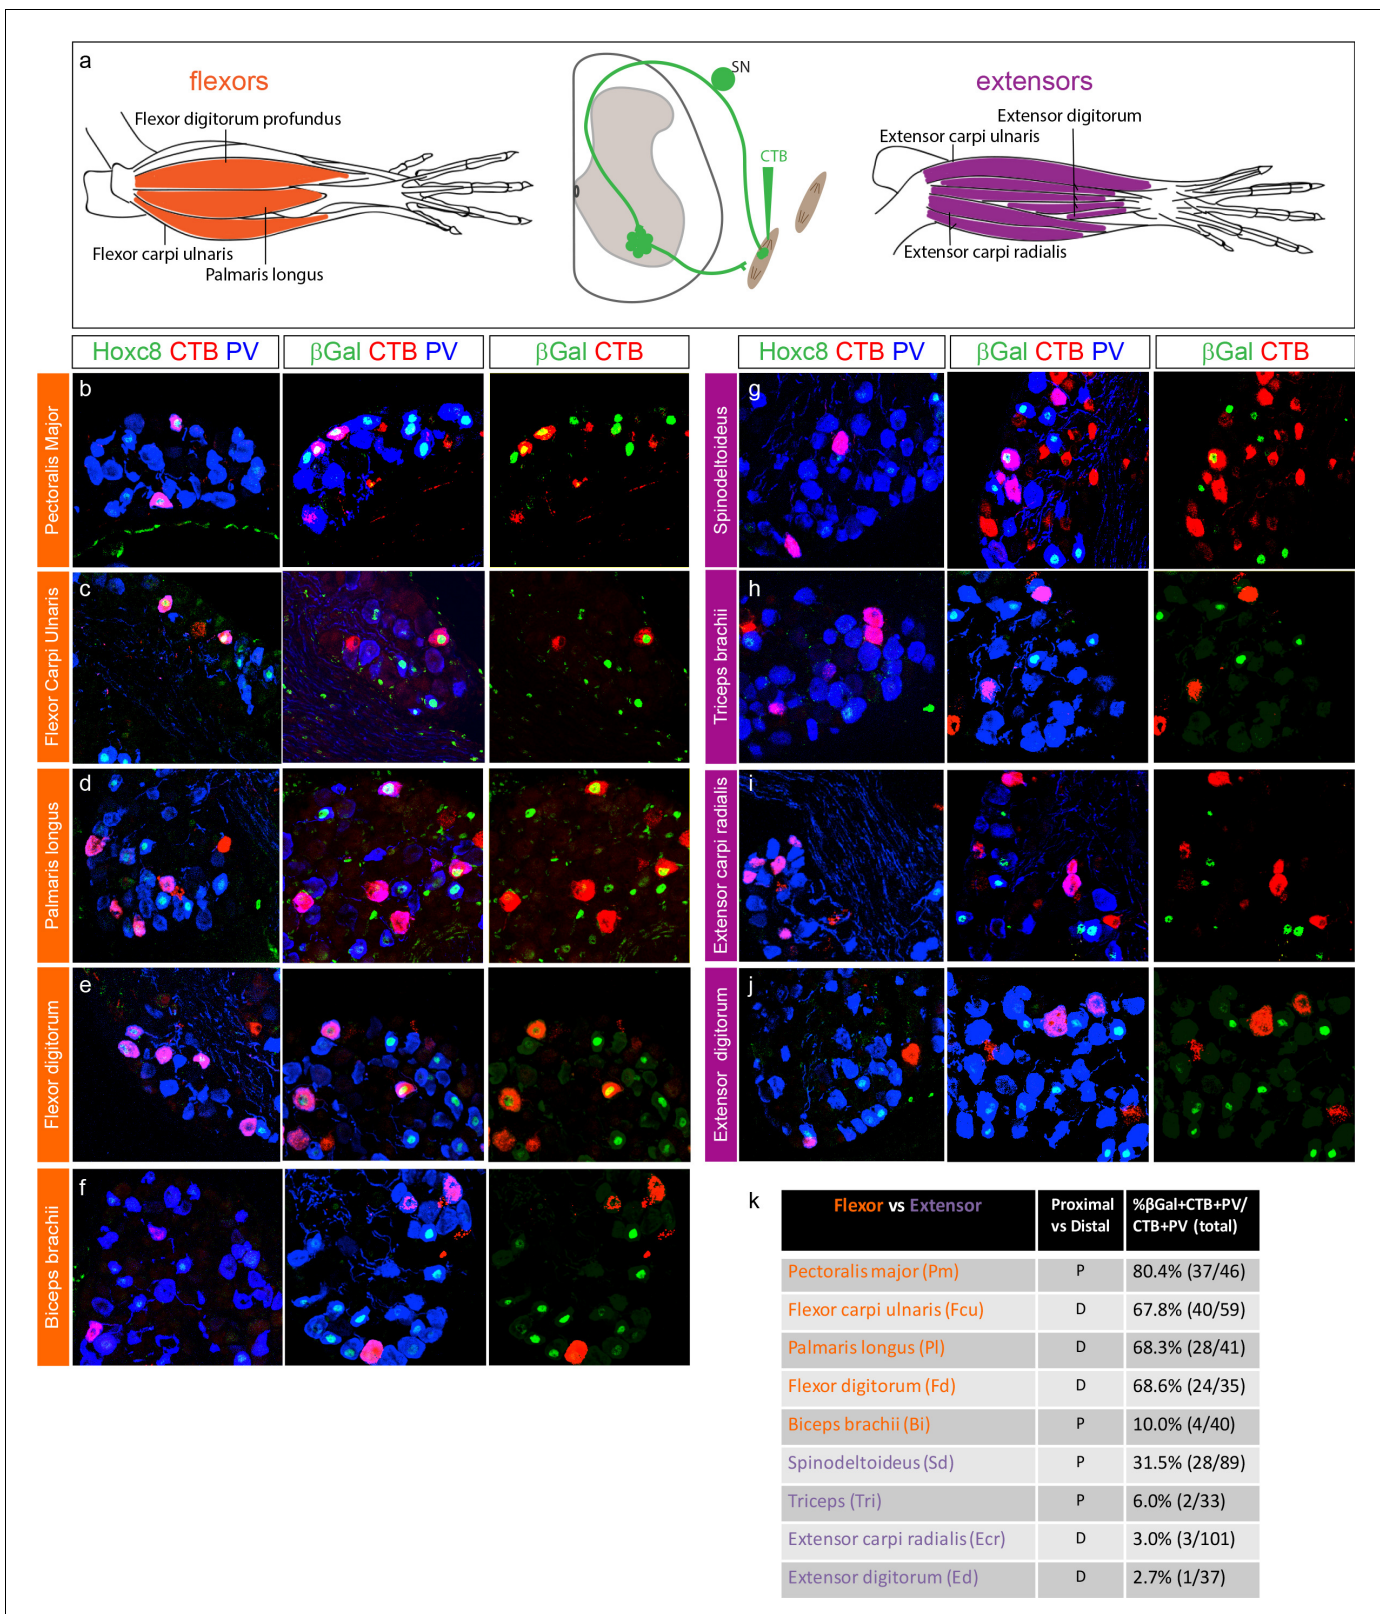 a
flexors
Flexor digitorum profundus
Flexor carpi ulnaris
Palmaris longus
SN
CTB
extensors
Extensor digitorum
Extensor carpi ulnaris
Extensor carpi radialis
Hoxc8 CTB PV
βGal CTB PV
βGal CTB
Hoxc8 CTB PV
βGal CTB PV
βGal CTB
Pectoralis Major
b
Flexor Carpi Ulnaris
c
Palmaris longus
d
Flexor digitorum
e
Biceps brachii
f
Spinodeltoideus
g
Triceps brachii
h
Extensor carpi radialis
i
Extensor digitorum
j
k
Flexor vs Extensor
Proximal
vs Distal
%βGal+CTB+PV/
CTB+PV (total)
Pectoralis major (Pm) P 80.4% (37/46)
Flexor carpi ulnaris (Fcu) D 67.8% (40/59)
Palmaris longus (Pl) D 68.3% (28/41)
Flexor digitorum (Fd) D 68.6% (24/35)
Biceps brachii (Bi) P 10.0% (4/40)
Spinodeltoideus (Sd) P 31.5% (28/89)
Triceps (Tri) P 6.0% (2/33)
Extensor carpi radialis (Ecr) D 3.0% (3/101)
Extensor digitorum (Ed) D 2.7% (1/37)